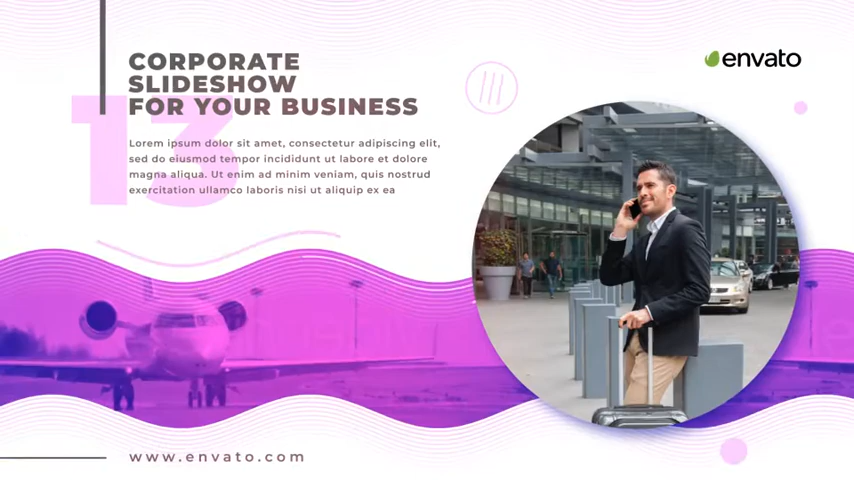 CORPORATE
SLIDESHOW
FOR YOUR BUSINESS
13
Lorem ipsum dolor sit amet, consectetur adipiscing elit,
sed do eiusmod tempor incididunt ut labore et dolore
magna aliqua. Ut enim ad minim veniam, quis nostrud
exercitation ullamco laboris nisi ut aliquip ex ea
envato
www.envato.com